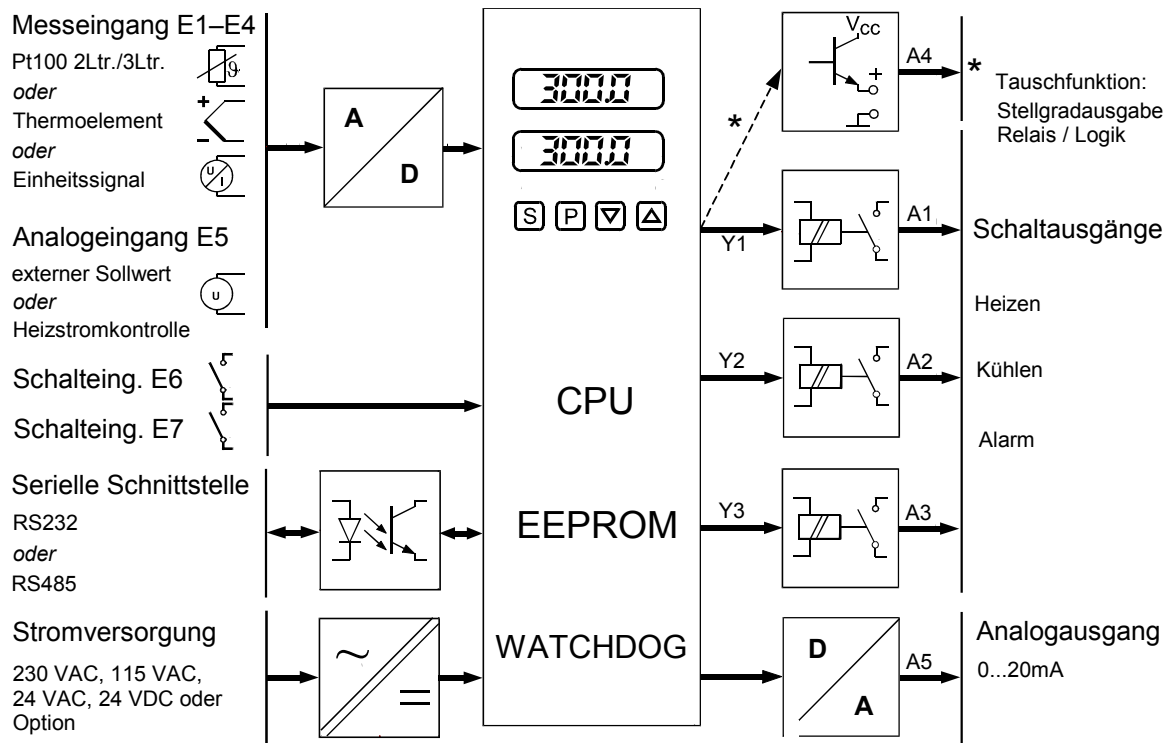 Messeingang E1–E4
Pt100 2Ltr./3Ltr.
ϑ
oder
+
Thermoelement
–
oder
Einheitssignal
U
I
Analogeingang E5
externer Sollwert
oder
U
Heizstromkontrolle
Schalteing. E6
Schalteing. E7
Serielle Schnittstelle
RS232
oder
RS485
Stromversorgung
230 VAC, 115 VAC,
24 VAC, 24 VDC oder
Option
A
D
~
=
300.0
300.0
S P
CPU
EEPROM
WATCHDOG
*
Y1
Y2
Y3
VCC
+
A4
A1
A2
A3
D
A
A5
*
Tauschfunktion:
Stellgradausgabe
Relais / Logik
Schaltausgänge
Heizen
Kühlen
Alarm
Analogausgang
0...20mA